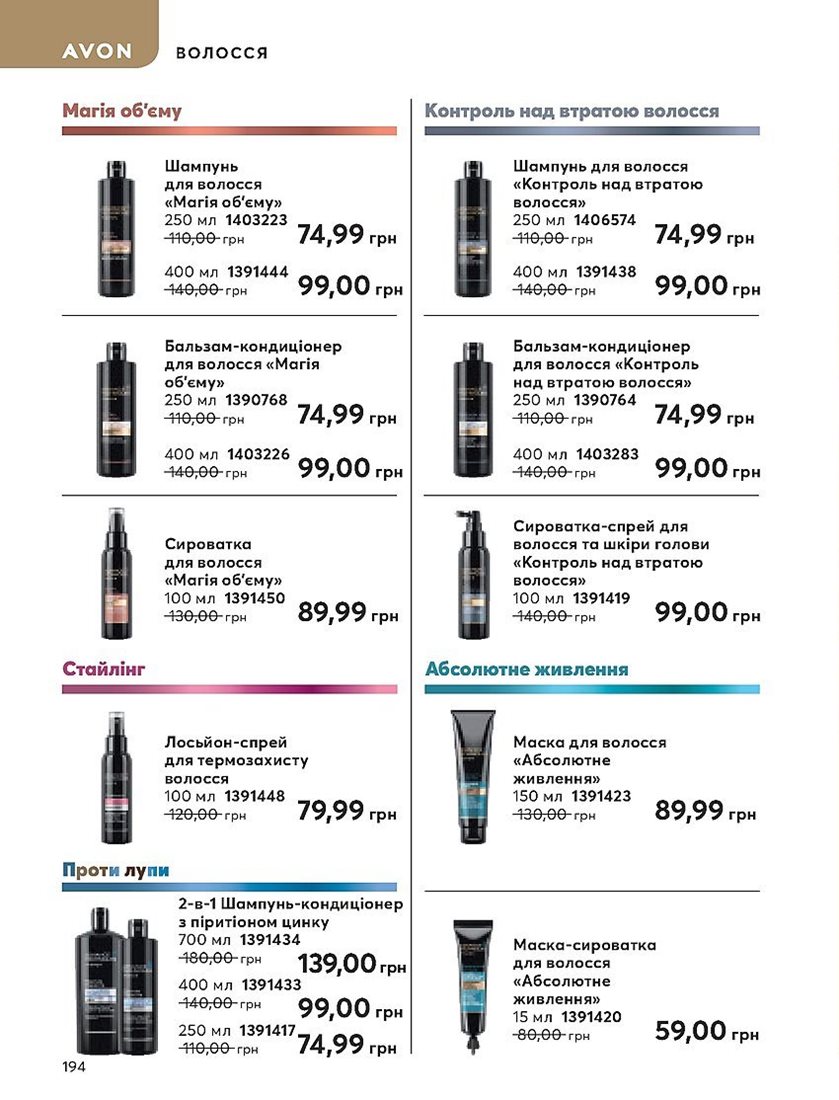 AVON
ВОЛОССЯ
Магія об’єму
Шампунь
для волосся
«Магія об’єму»
250 мл 1403223
110,00 грн
74,99 грн
400 мл 1391444
140,00 грн
99,00 грн
Бальзам-кондиціонер
для волосся «Магія
об’єму»
250 мл 1390768
110,00 грн
74,99 грн
400 мл 1403226
140,00 грн
99,00 грн
Сироватка
для волосся
«Магія об’єму»
100 мл 1391450
130,00 грн
89,99 грн
Стайлінг
Лосьйон-спрей
для термозахисту
волосся
100 мл 1391448
120,00 грн
79,99 грн
Проти лупи
2-в-1 Шампунь-кондиціонер
з піритіоном цинку
700 мл 1391434
180,00 грн
139,00 грн
400 мл 1391433
140,00 грн
99,00 грн
250 мл 1391417
110,00 грн
74,99 грн
Контроль над втратою волосся
Шампунь для волосся
«Контроль над втратою
волосся»
250 мл 1406574
110,00 грн
74,99 грн
400 мл 1391438
140,00 грн
99,00 грн
Бальзам-кондиціонер
для волосся «Контроль
над втратою волосся»
250 мл 1390764
110,00 грн
74,99 грн
400 мл 1403283
140,00 грн
99,00 грн
Сироватка-спрей для
волосся та шкіри голови
«Контроль над втратою
волосся»
100 мл 1391419
140,00 грн
99,00 грн
Абсолютне живлення
Маска для волосся
«Абсолютне
живлення»
150 мл 1391423
130,00 грн
89,99 грн
Маска-сироватка
для волосся
«Абсолютне
живлення»
15 мл 1391420
80,00 грн
59,00 грн
194